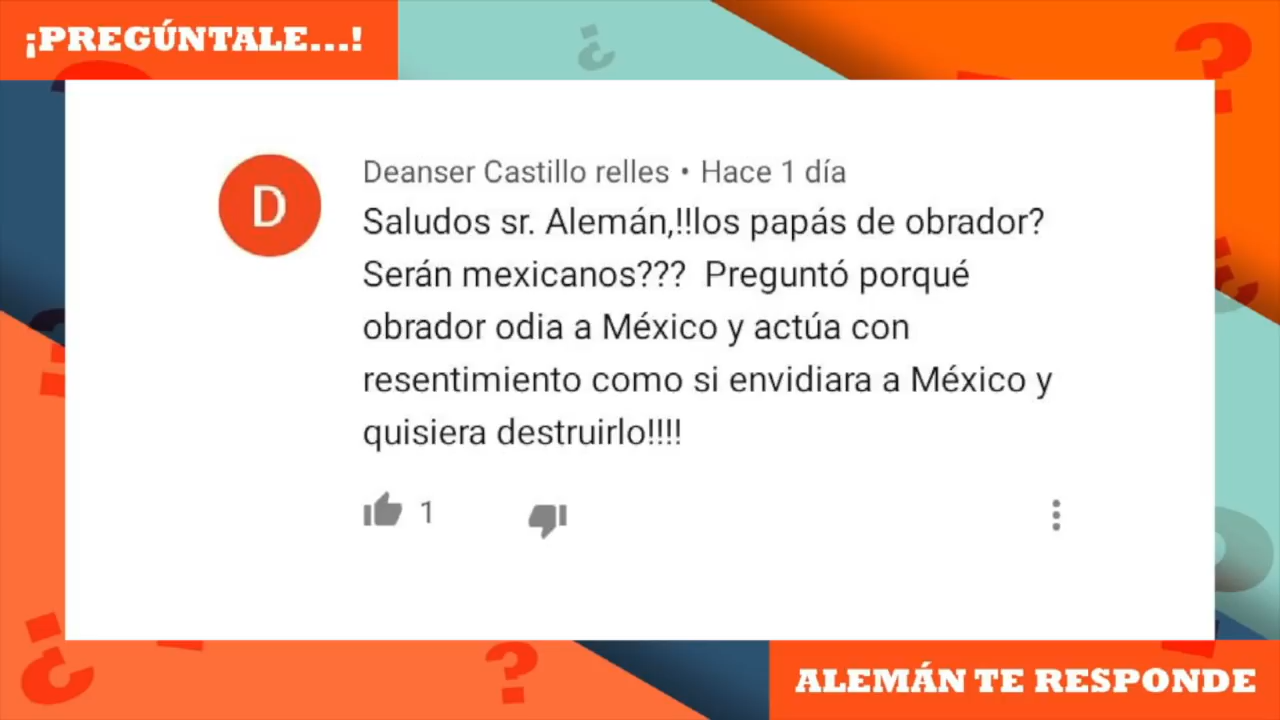 ¡PREGÚNTALE...!
D
Deanser Castillo relles • Hace 1 día
Saludos sr. Alemán,!!los papás de obrador?
Serán mexicanos???  Preguntó porqué
obrador odia a México y actúa con
resentimiento como si envidiara a México y
quisiera destruirlo!!!!
1
ALEMÁN TE RESPONDE